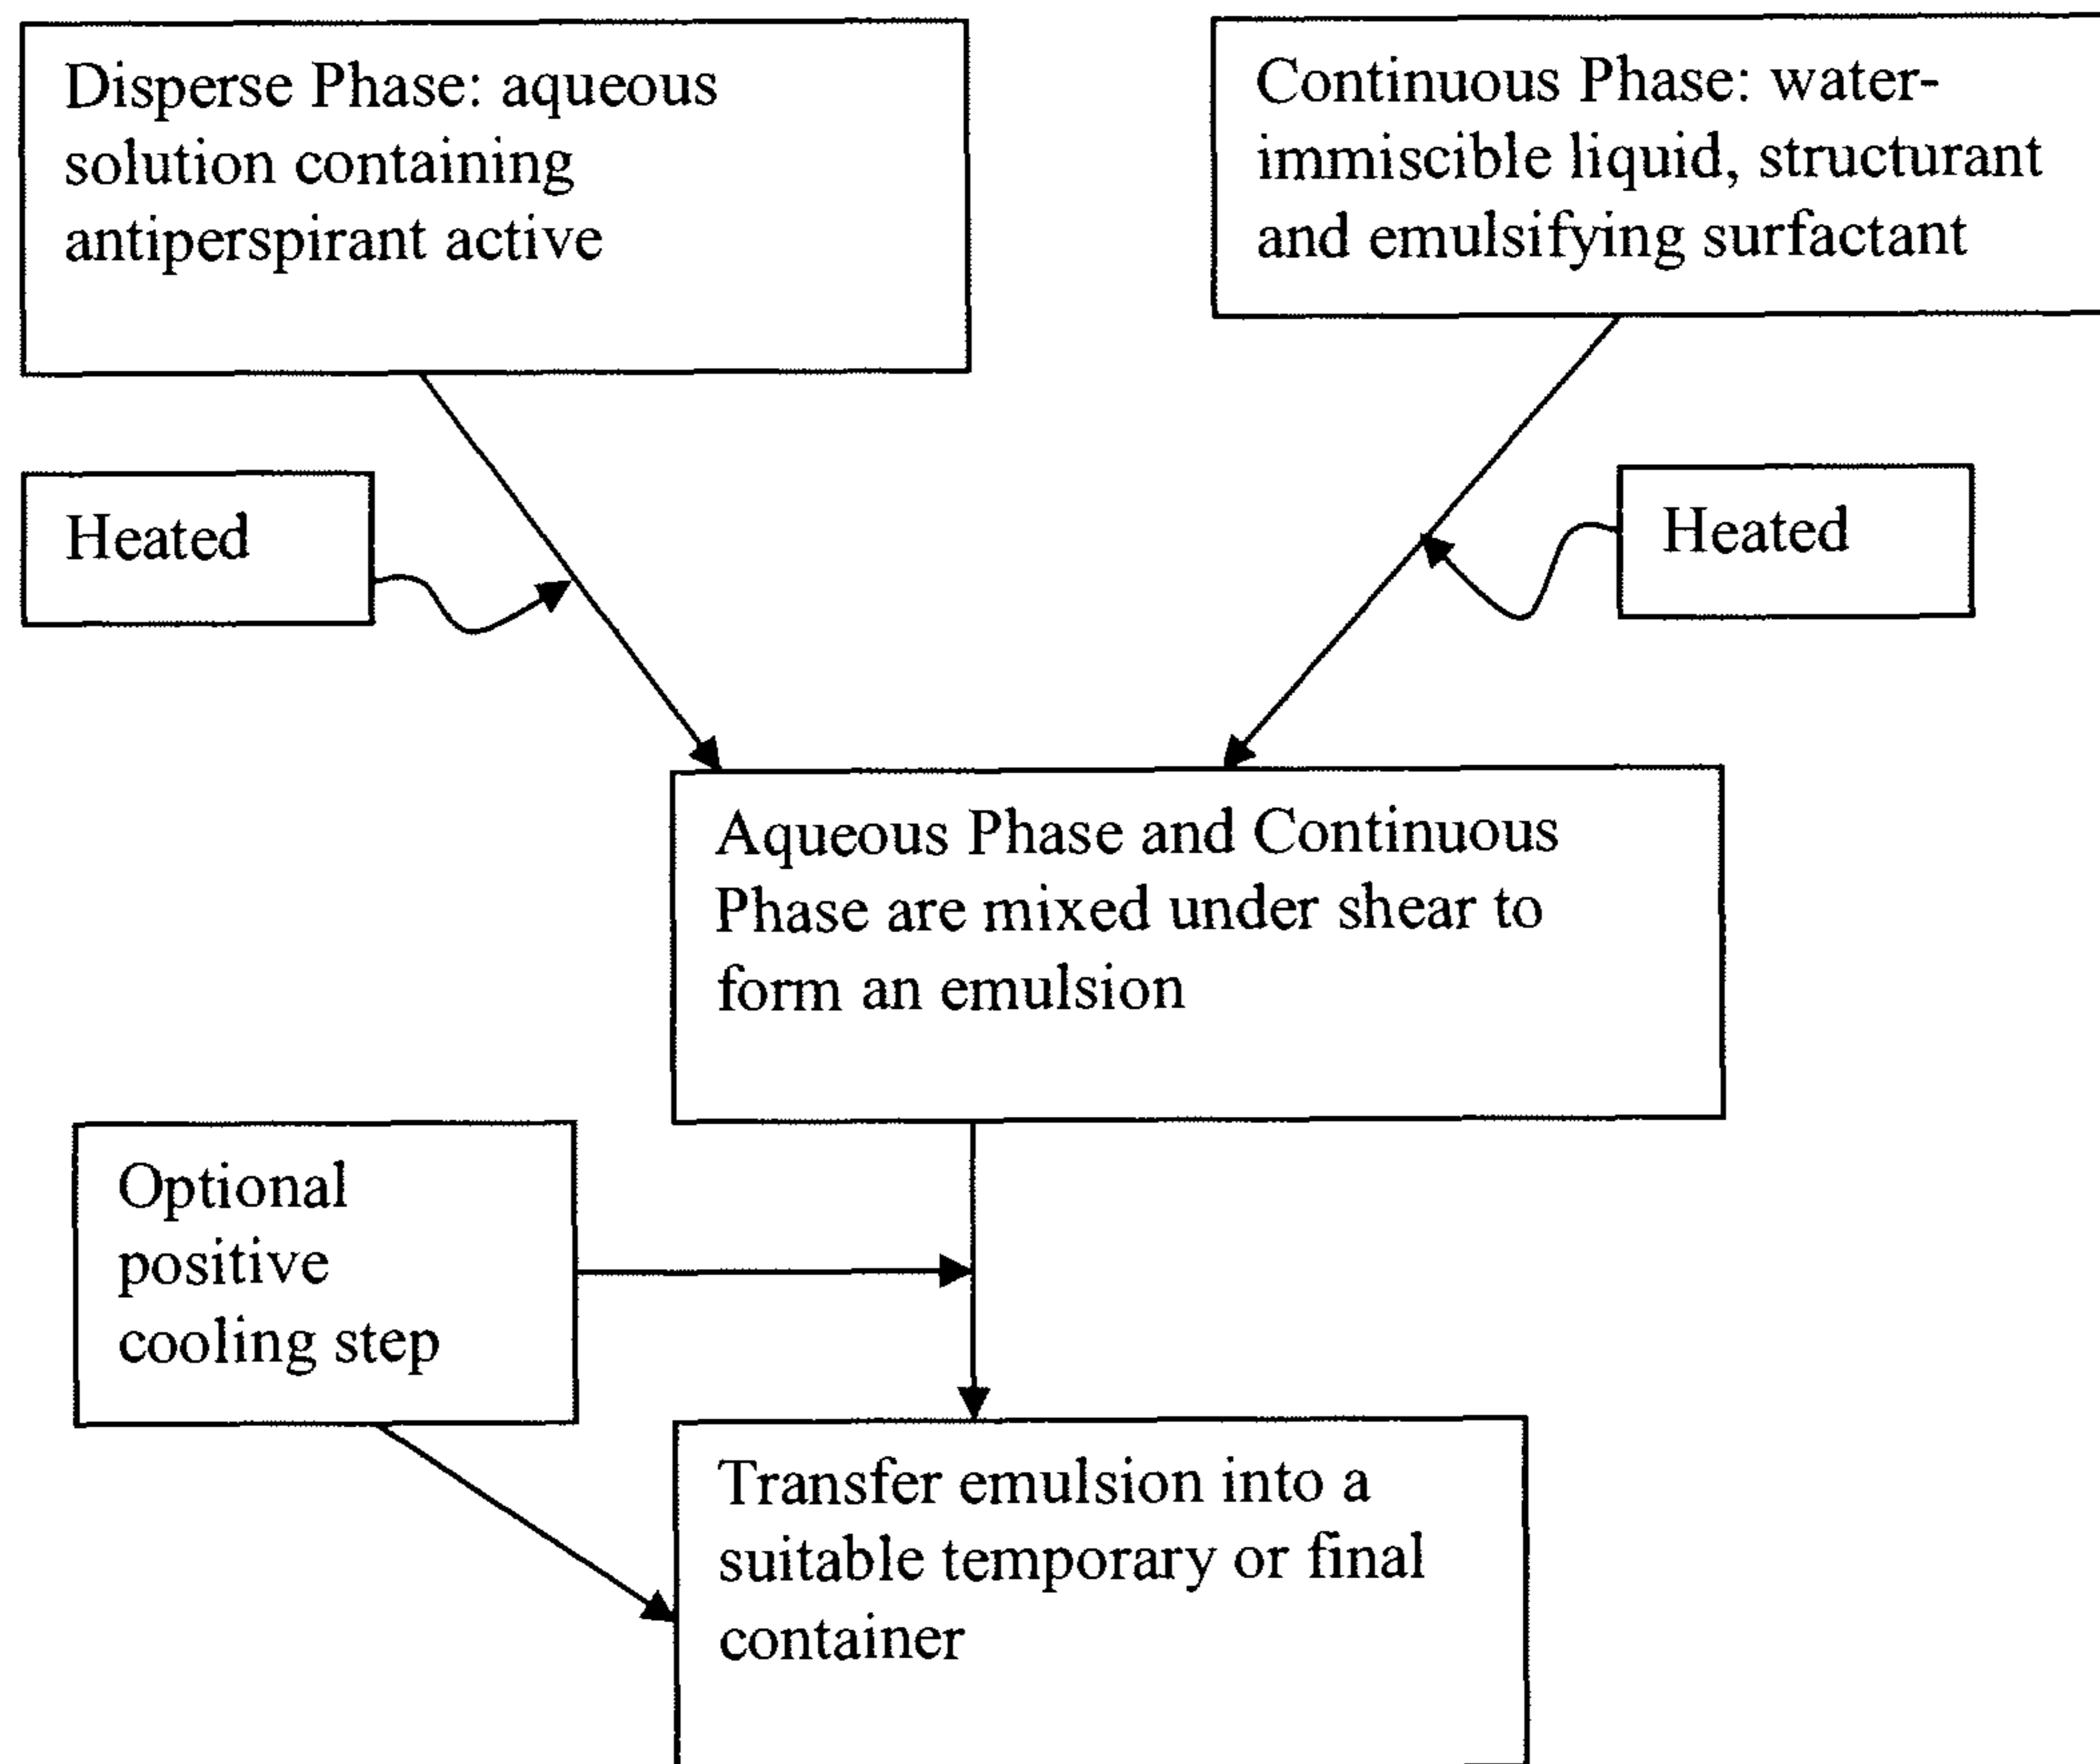 Disperse Phase: aqueous
solution containing
antiperspirant active
Continuous Phase: water-
immiscible liquid, structurant
and emulsifying surfactant
Heated
Heated
Aqueous Phase and Continuous
Phase are mixed under shear to
form an emulsion
Optional
positive
cooling step
Transfer emulsion into a
suitable temporary or final
container